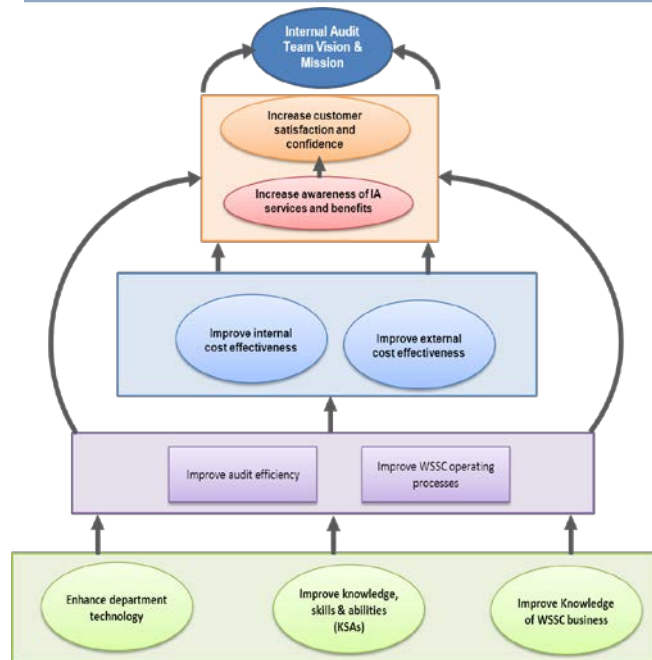 Internal Audit
Team Vision &
Mission
Increase customer
satisfaction and
confidence
Increase awareness of IA
services and benefits
Improve internal
cost effectiveness
Improve external
cost effectiveness
Improve audit efficiency
Improve WSSC operating
processes
Enhance department
technology
Improve knowledge,
skills & abilities
(KSAs)
Improve Knowledge
of WSSC business